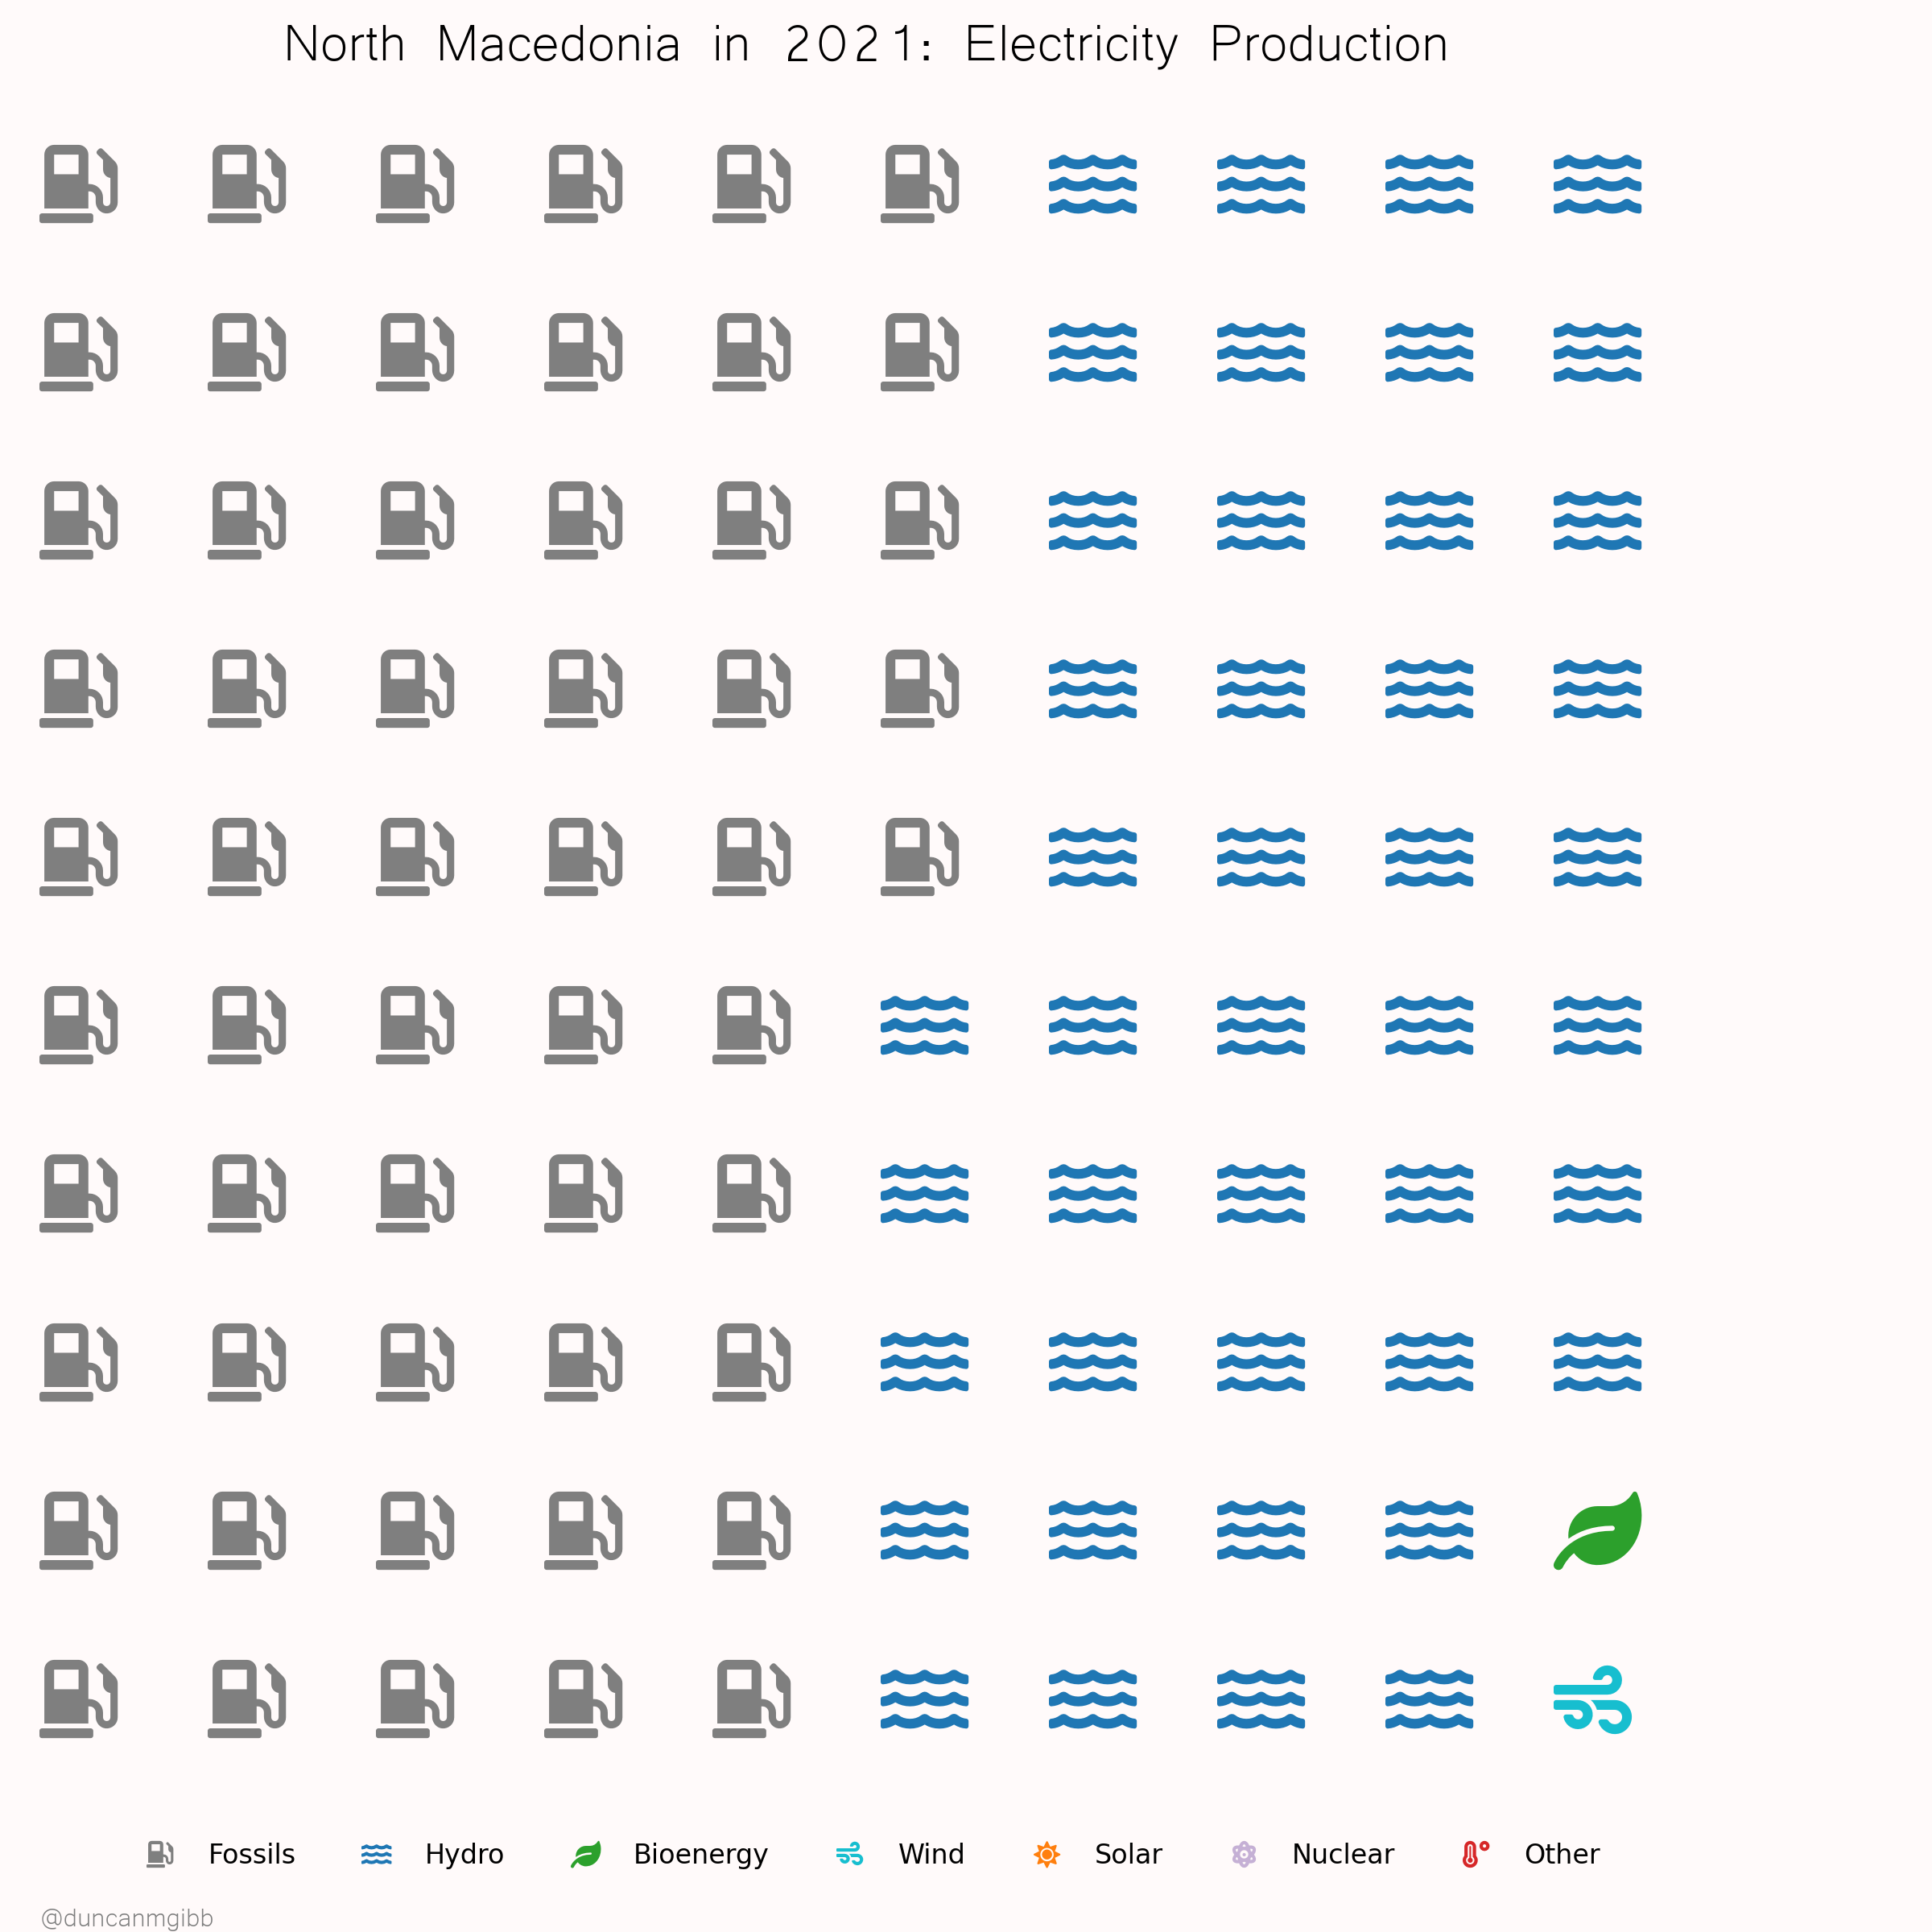 North Macedonia in 2021: Electricity Production
Fossils Hydro Bioenergy Wind Solar Nuclear Other
@duncanmgibb